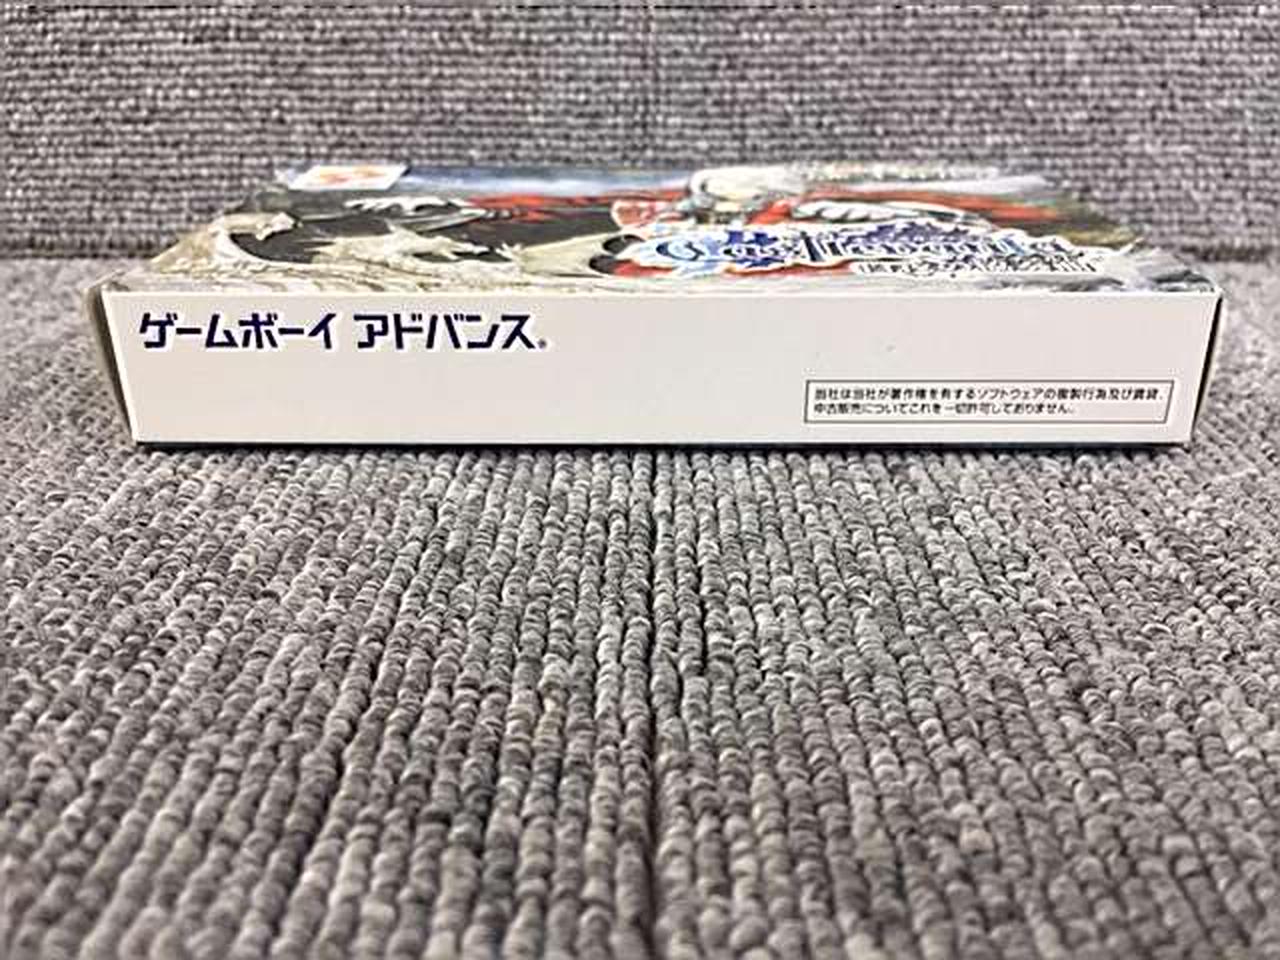 Castlevania
ゲームボーイ アドバンス®
当社は当社が著作権を有するソフトウェアの複製行為及び賃貸、
中古販売についてこれを一切許可しておりません。